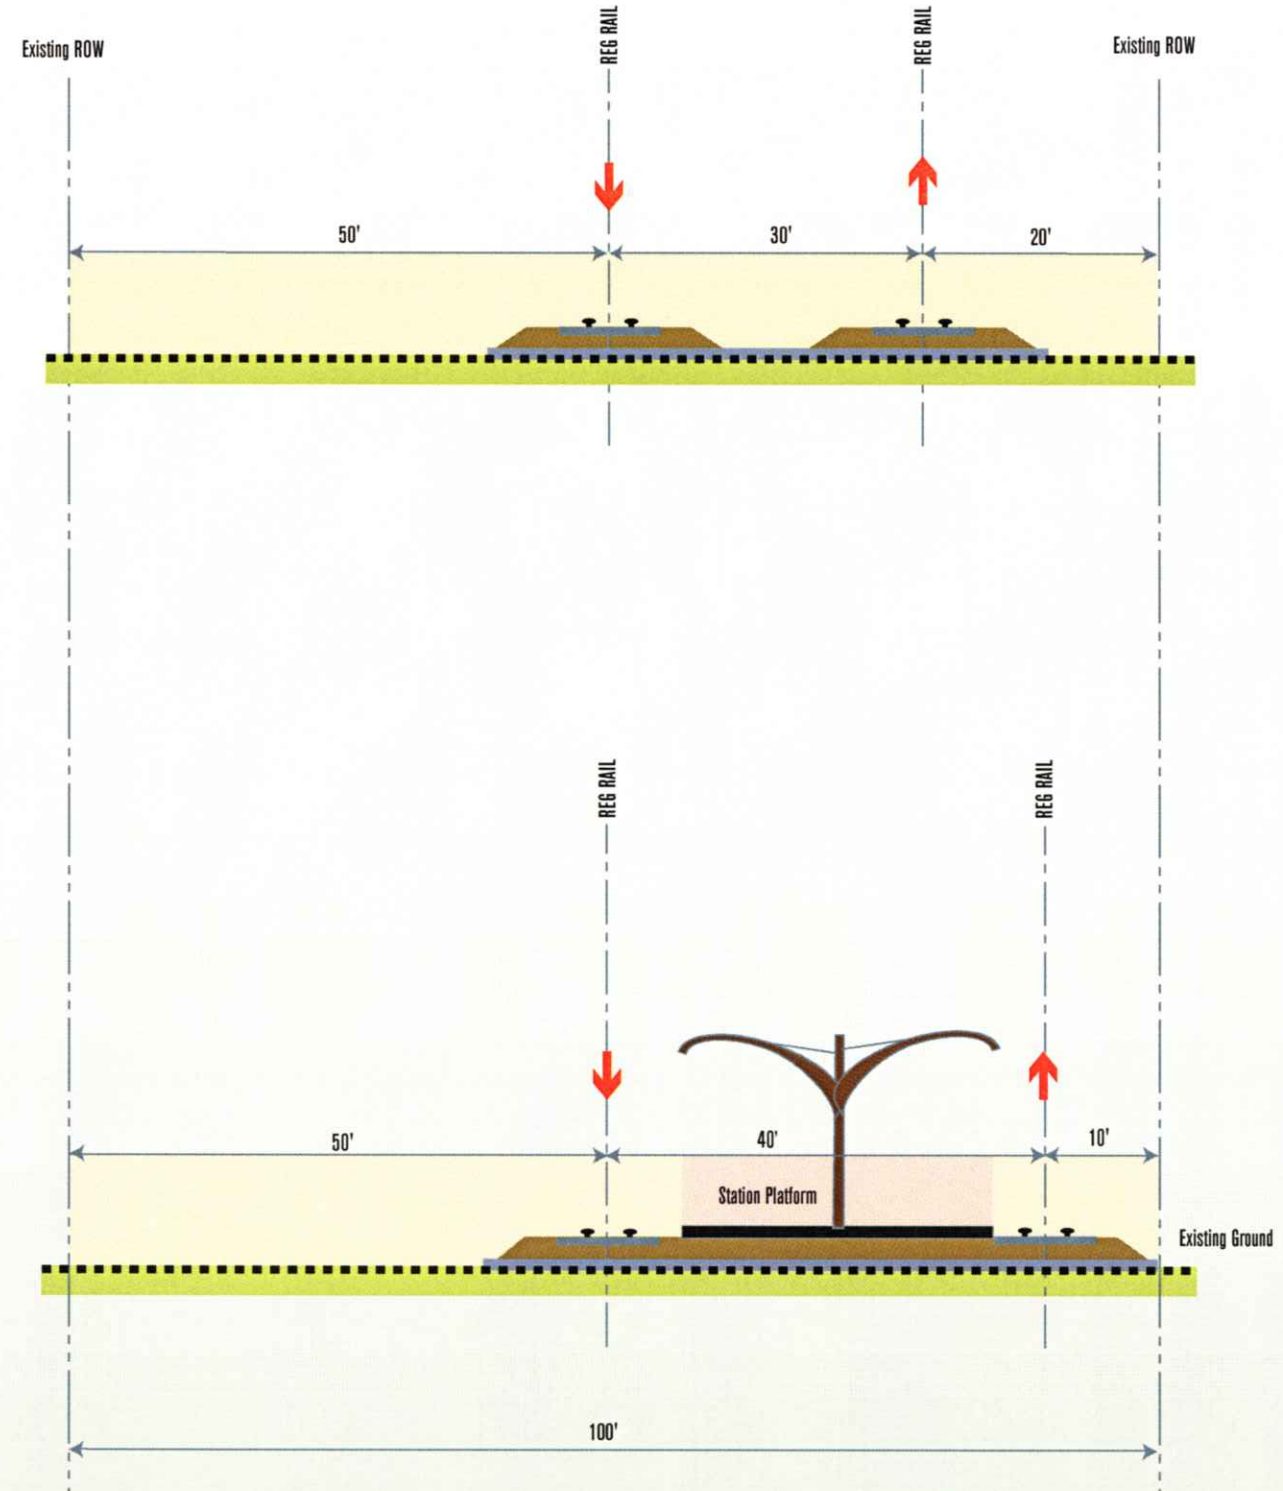 Existing ROW
REG RAIL
REG RAIL
Existing ROW
50'
30'
20'
REG RAIL
REG RAIL
50'
40'
10'
Station Platform
Existing Ground
100'